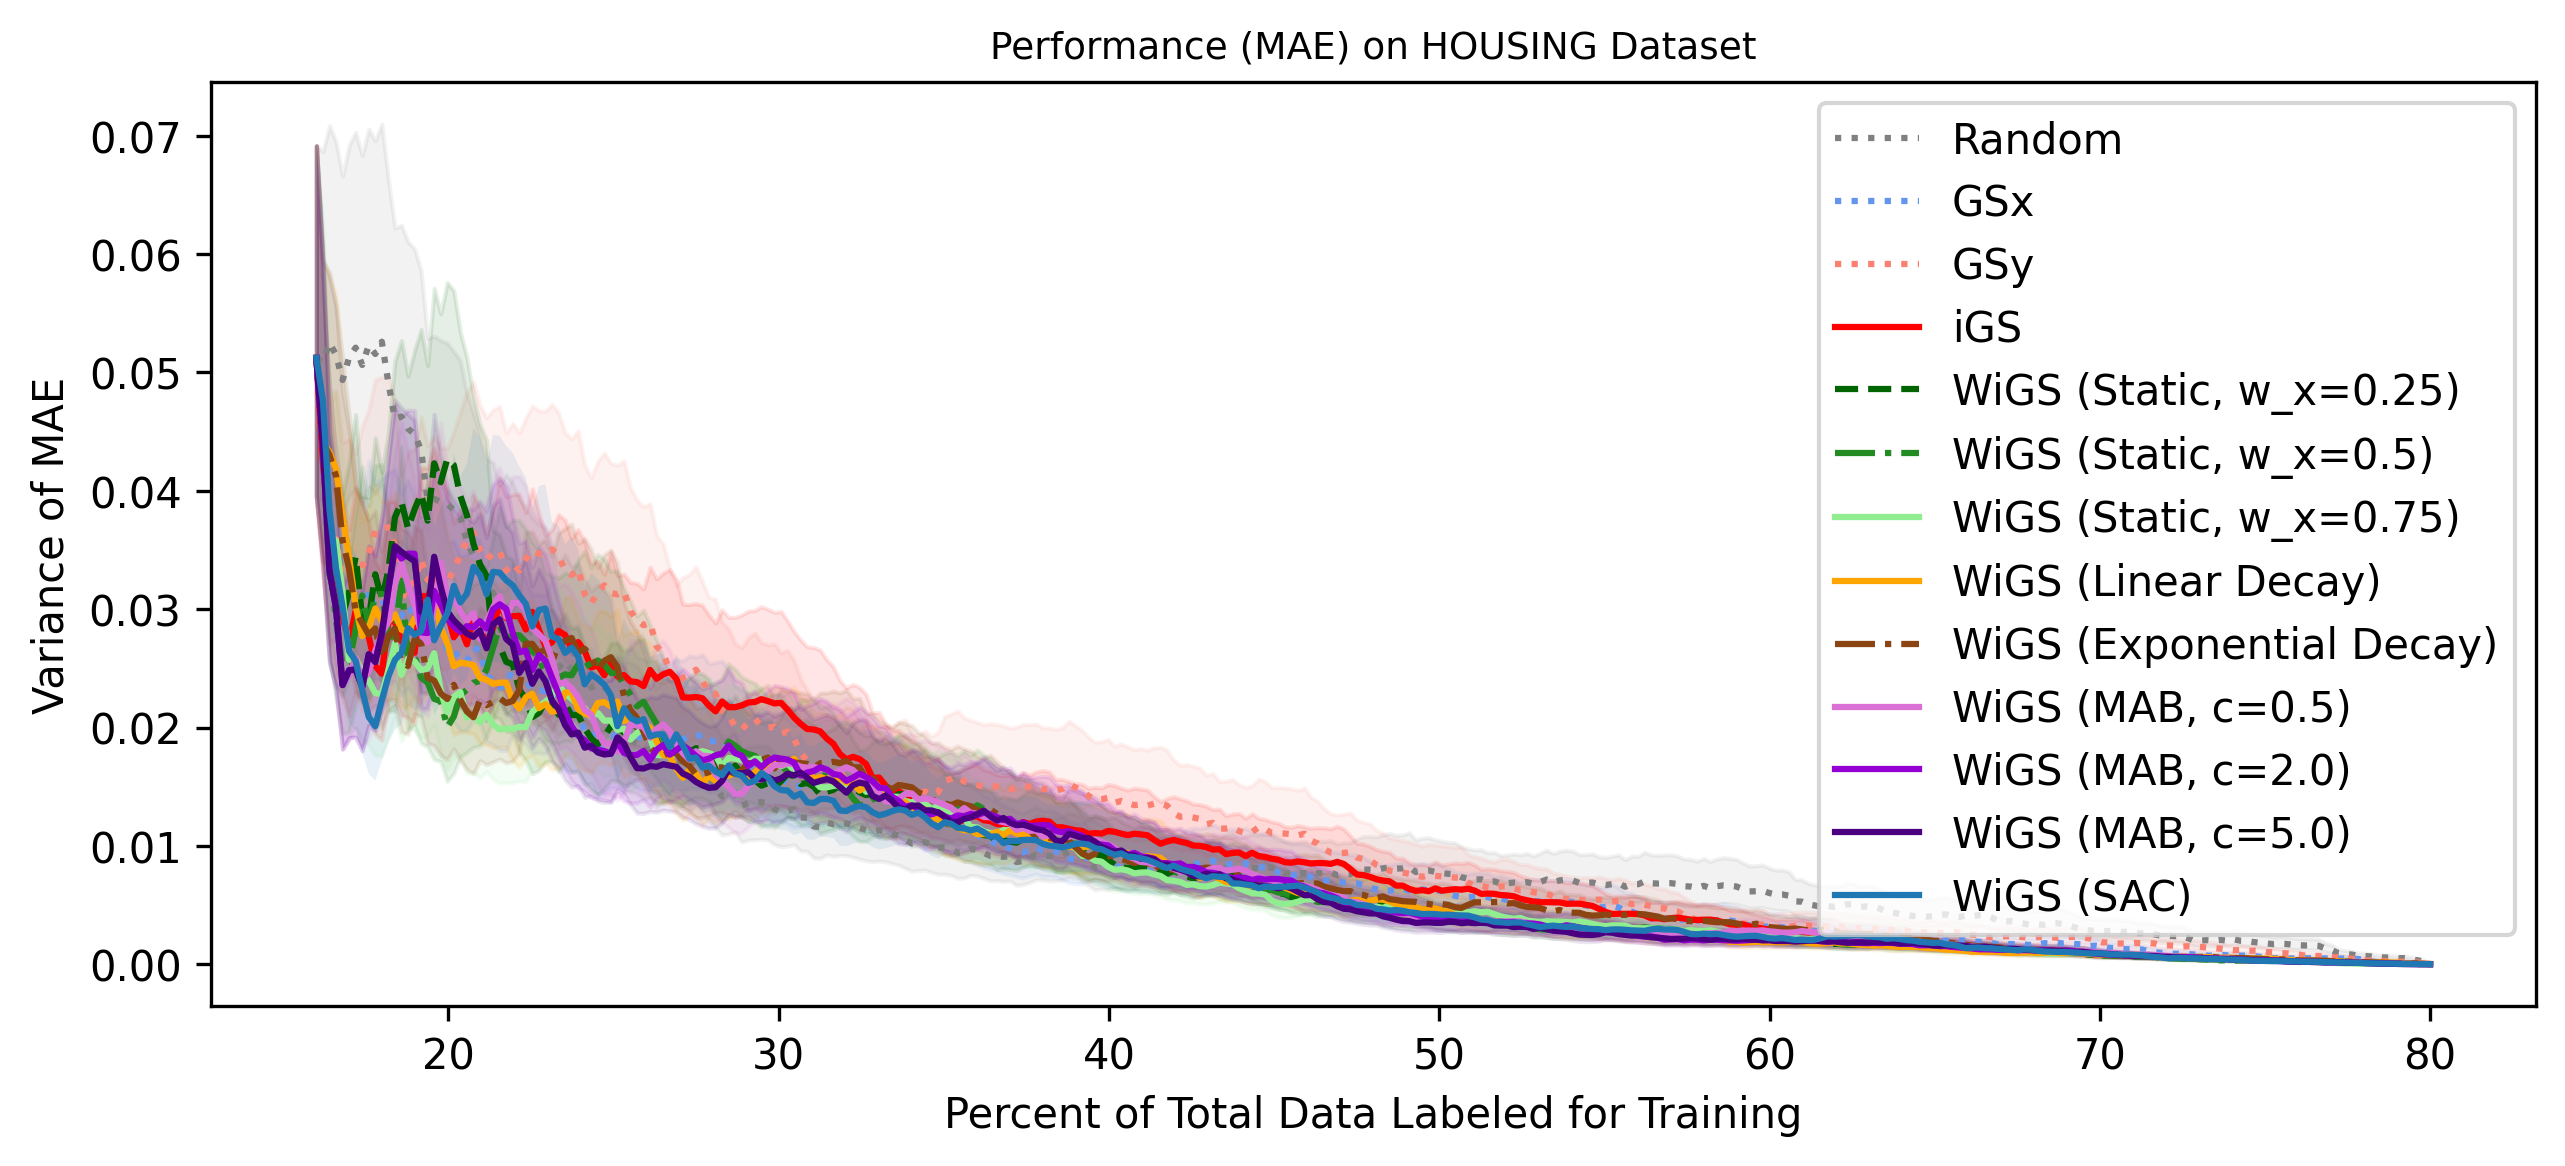 Performance (MAE) on HOUSING Dataset
Variance of MAE
0.07
0.06
0.05
0.04
0.03
0.02
0.01
0.00
20
30
40
50
60
70
80
Percent of Total Data Labeled for Training
Random
GSx
GSy
iGS
WiGS (Static, w_x=0.25)
WiGS (Static, w_x=0.5)
WiGS (Static, w_x=0.75)
WiGS (Linear Decay)
WiGS (Exponential Decay)
WiGS (MAB, c=0.5)
WiGS (MAB, c=2.0)
WiGS (MAB, c=5.0)
WiGS (SAC)